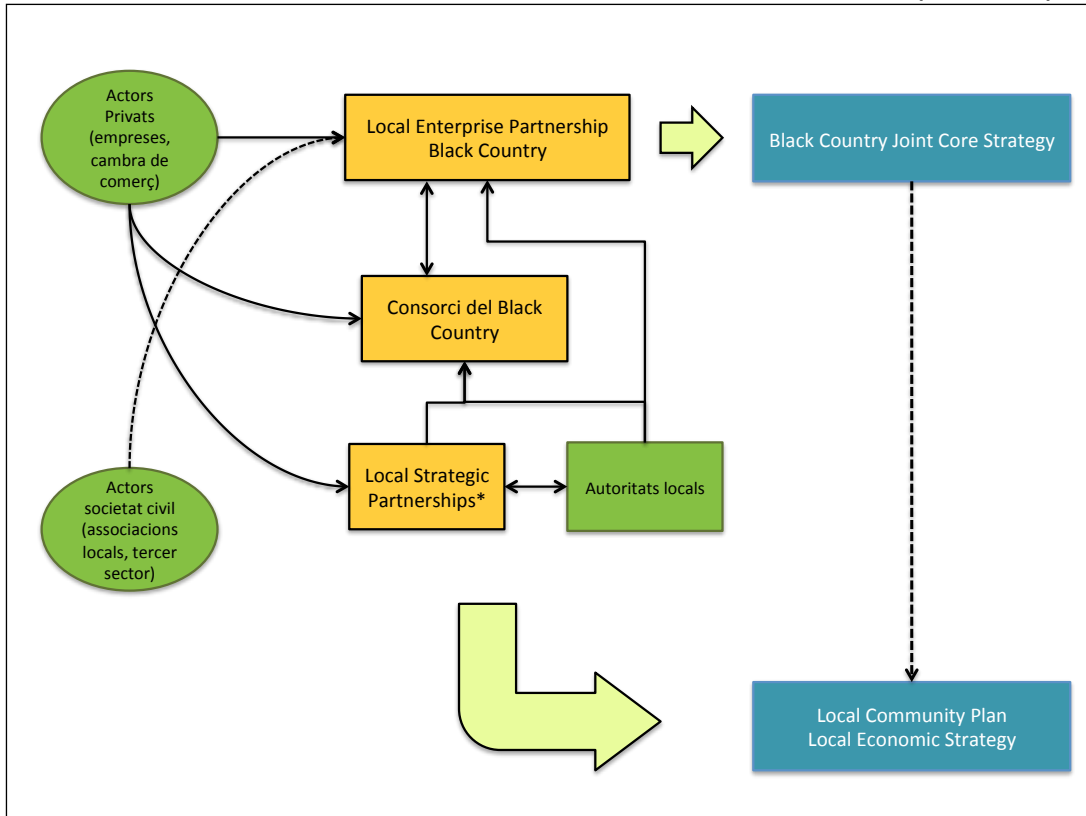 Actors
Privats
(empreses,
cambra de
comerç)
Local Enterprise Partnership
Black Country
Black Country Joint Core Strategy
Consorci del Black
Country
Local Strategic
Partnerships*
Autoritats locals
Actors
societat civil
(associacions
locals, tercer
sector)
Local Community Plan
Local Economic Strategy